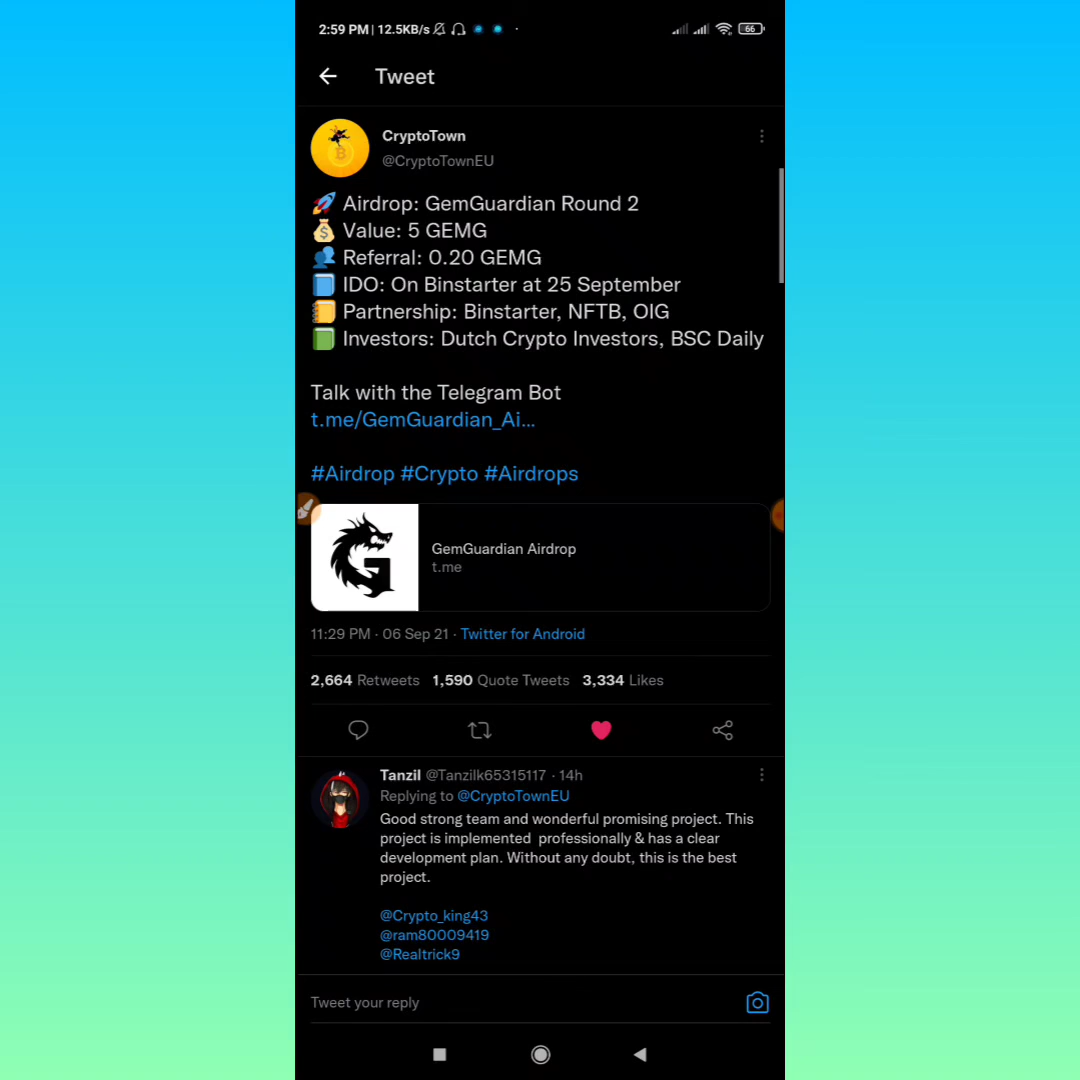 2:59 PM | 12.5KB/s
66
Tweet
CryptoTown
@CryptoTownEU
🚀 Airdrop: GemGuardian Round 2
💰 Value: 5 GEMG
👥 Referral: 0.20 GEMG
📘 IDO: On Binstarter at 25 September
📒 Partnership: Binstarter, NFTB, OIG
📗 Investors: Dutch Crypto Investors, BSC Daily
Talk with the Telegram Bot
t.me/GemGuardian_Ai...
#Airdrop #Crypto #Airdrops
GemGuardian Airdrop
t.me
11:29 PM · 06 Sep 21 · Twitter for Android
2,664 Retweets 1,590 Quote Tweets 3,334 Likes
Tanzil @Tanzilk65315117 · 14h
Replying to @CryptoTownEU
Good strong team and wonderful promising project. This
project is implemented professionally & has a clear
development plan. Without any doubt, this is the best
project.
@Crypto_king43
@ram80009419
@Realtrick9
Tweet your reply